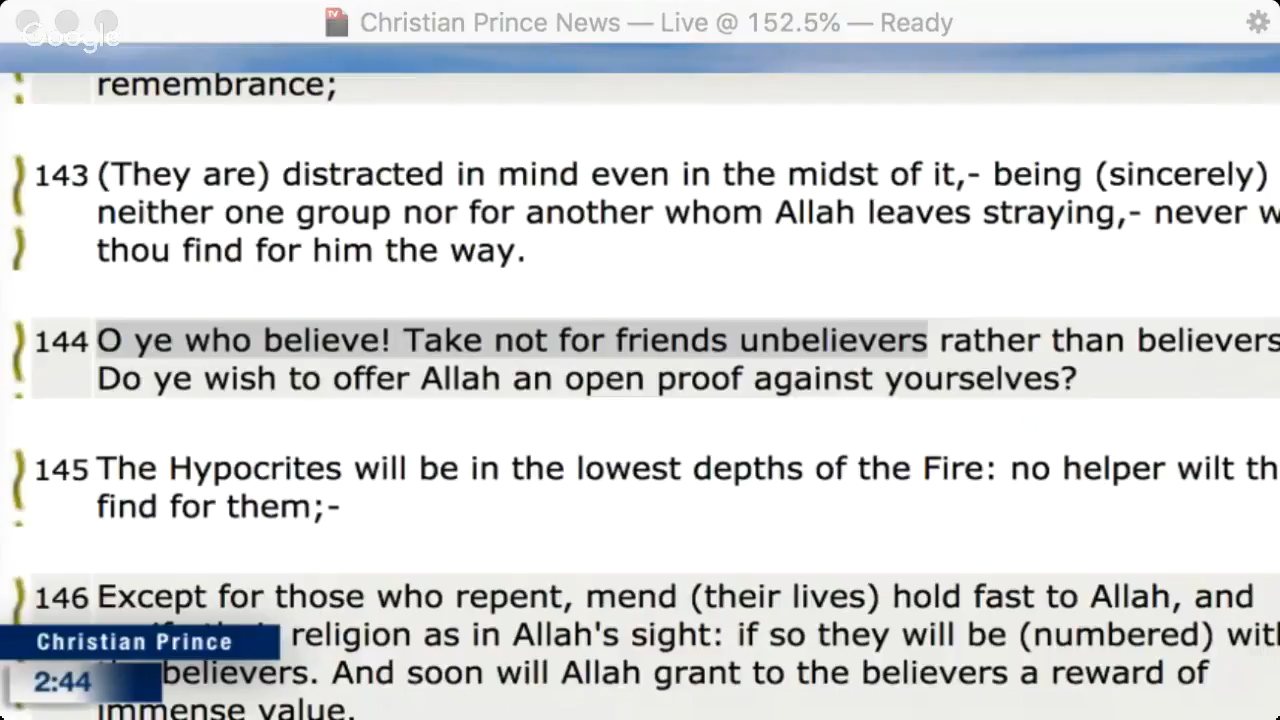 Christian Prince News — Live @ 152.5% — Ready
Google
remembrance;
143 (They are) distracted in mind even in the midst of it,- being (sincerely)
neither one group nor for another whom Allah leaves straying,- never
thou find for him the way.
144 O ye who believe! Take not for friends unbelievers rather than believers
Do ye wish to offer Allah an open proof against yourselves?
145 The Hypocrites will be in the lowest depths of the Fire: no helper wilt
find for them;-
146 Except for those who repent, mend (their lives) hold fast to Allah, and
religion as in Allah's sight: if so they will be (numbered)
believers. And soon will Allah grant to the believers a reward of
immense value.
Christian Prince
2:44